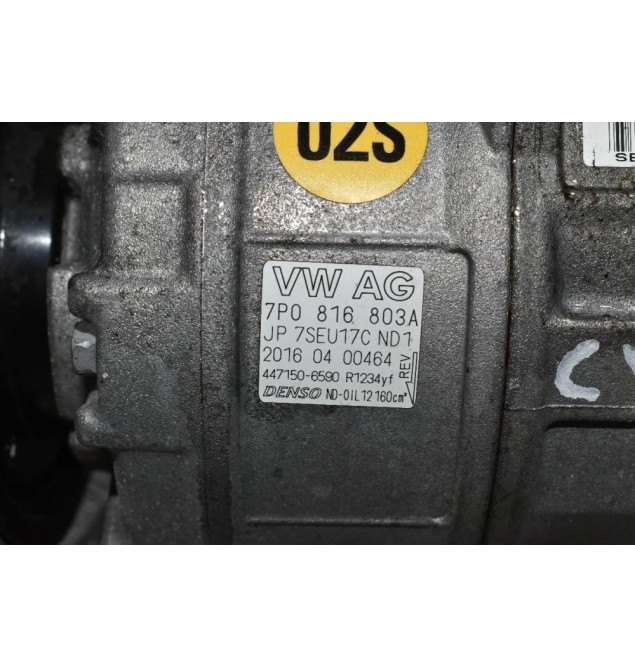 02S
VW AG
7P0 816 803A
JP 7SEU17C ND1
2016 04 00464
REV
447150-6590 R1234yf
DENSO ND-OIL12 160cm³